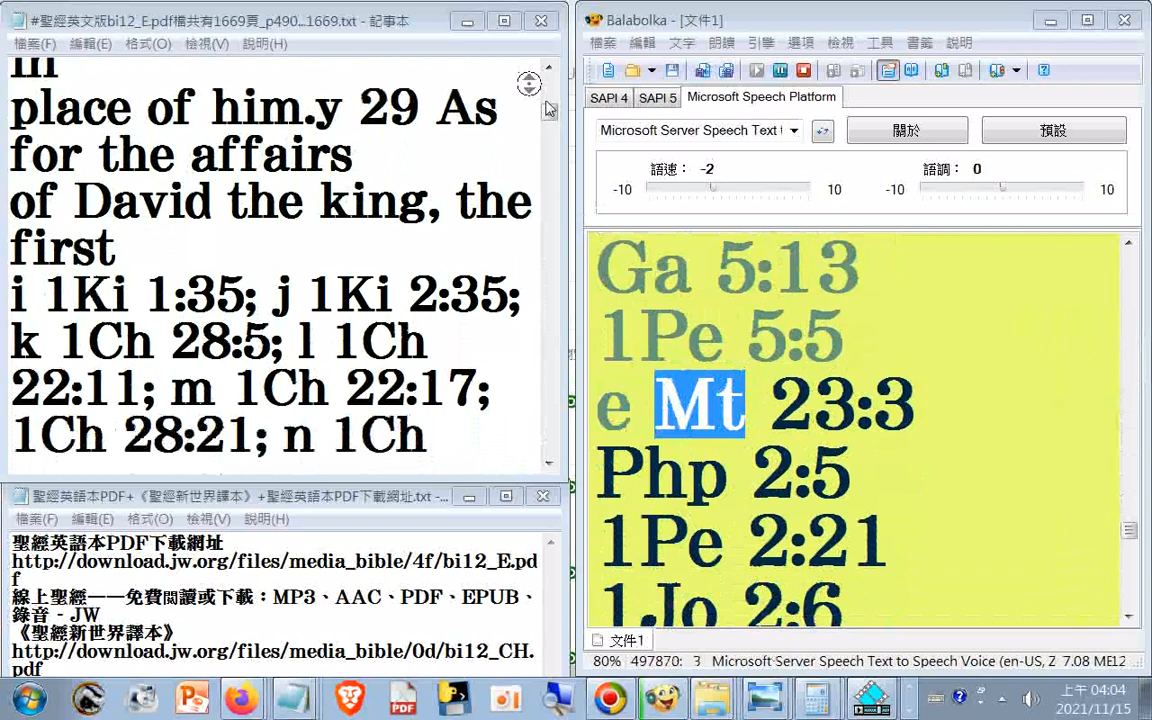 #聖經英文版bi12_E.pdf檔共有1669頁_p490...1669.txt - 記事本
檔案(F) 編輯(E) 格式(O) 檢視(V) 說明(H)
in
place of him.y 29 As
for the affairs
of David the king, the
first
i 1Ki 1:35; j 1Ki 2:35;
k 1Ch 28:5; l 1Ch
22:11; m 1Ch 22:17;
1Ch 28:21; n 1Ch
聖經英語本PDF+《聖經新世界譯本》+聖經英語本PDF下載網址.txt -...
檔案(F) 編輯(E) 格式(O) 檢視(V) 說明(H)
聖經英語本PDF下載網址
http://download.jw.org/files/media_bible/4f/bi12_E.pd
f
線上聖經——免費閱讀或下載：MP3、AAC、PDF、EPUB、
錄音 - JW
《聖經新世界譯本》
http://download.jw.org/files/media_bible/0d/bi12_CH.
pdf
Balabolka - [文件1]
檔案 編輯 文字 朗讀 引擎 選項 檢視 工具 書籤 說明
SAPI 4 SAPI 5 Microsoft Speech Platform
Microsoft Server Speech Text 關於 預設
語速： -2 語調： 0
-10 10 -10 10
Ga 5:13
1Pe 5:5
e Mt 23:3
Php 2:5
1Pe 2:21
1Jo 2:6
文件1
80% 497870: 3 Microsoft Server Speech Text to Speech Voice (en-US, Z 7.08 ME12
上午 04:04
2021/11/15